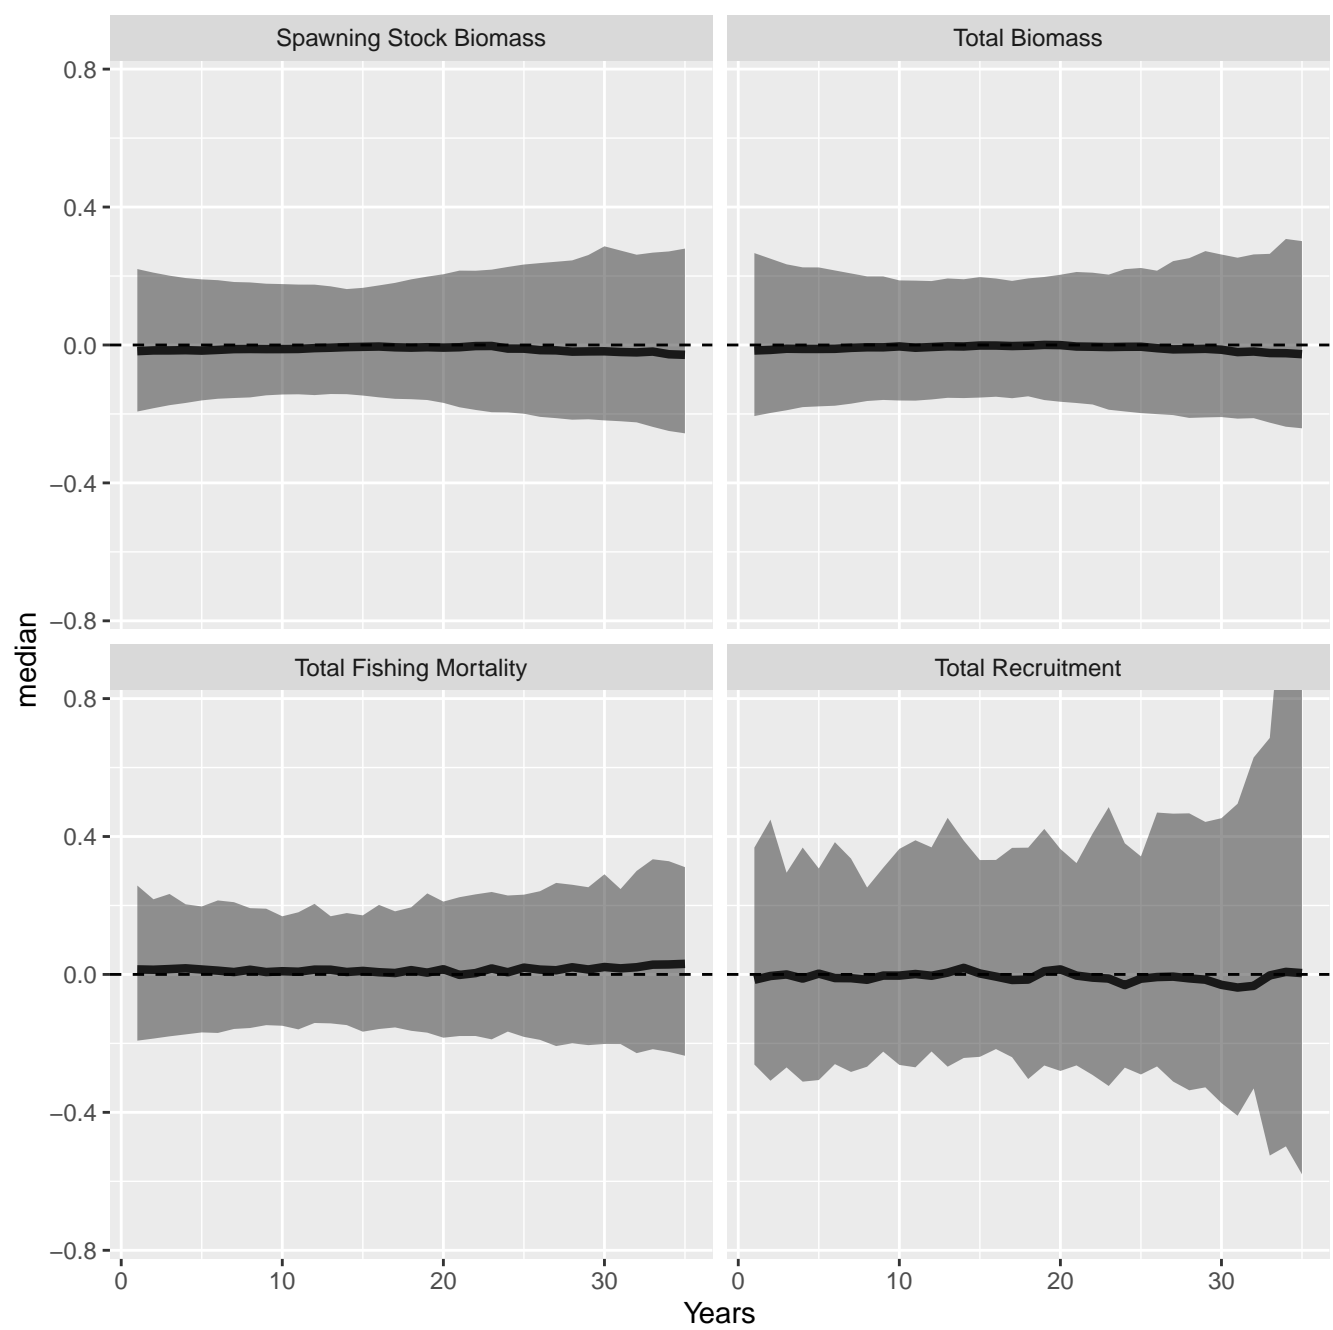 Spawning Stock Biomass
Total Biomass
0.8
0.4
0.0
−0.4
−0.8
median
Total Fishing Mortality
Total Recruitment
0.8
0.4
0.0
−0.4
−0.8
0 10 20 30
0 10 20 30
Years